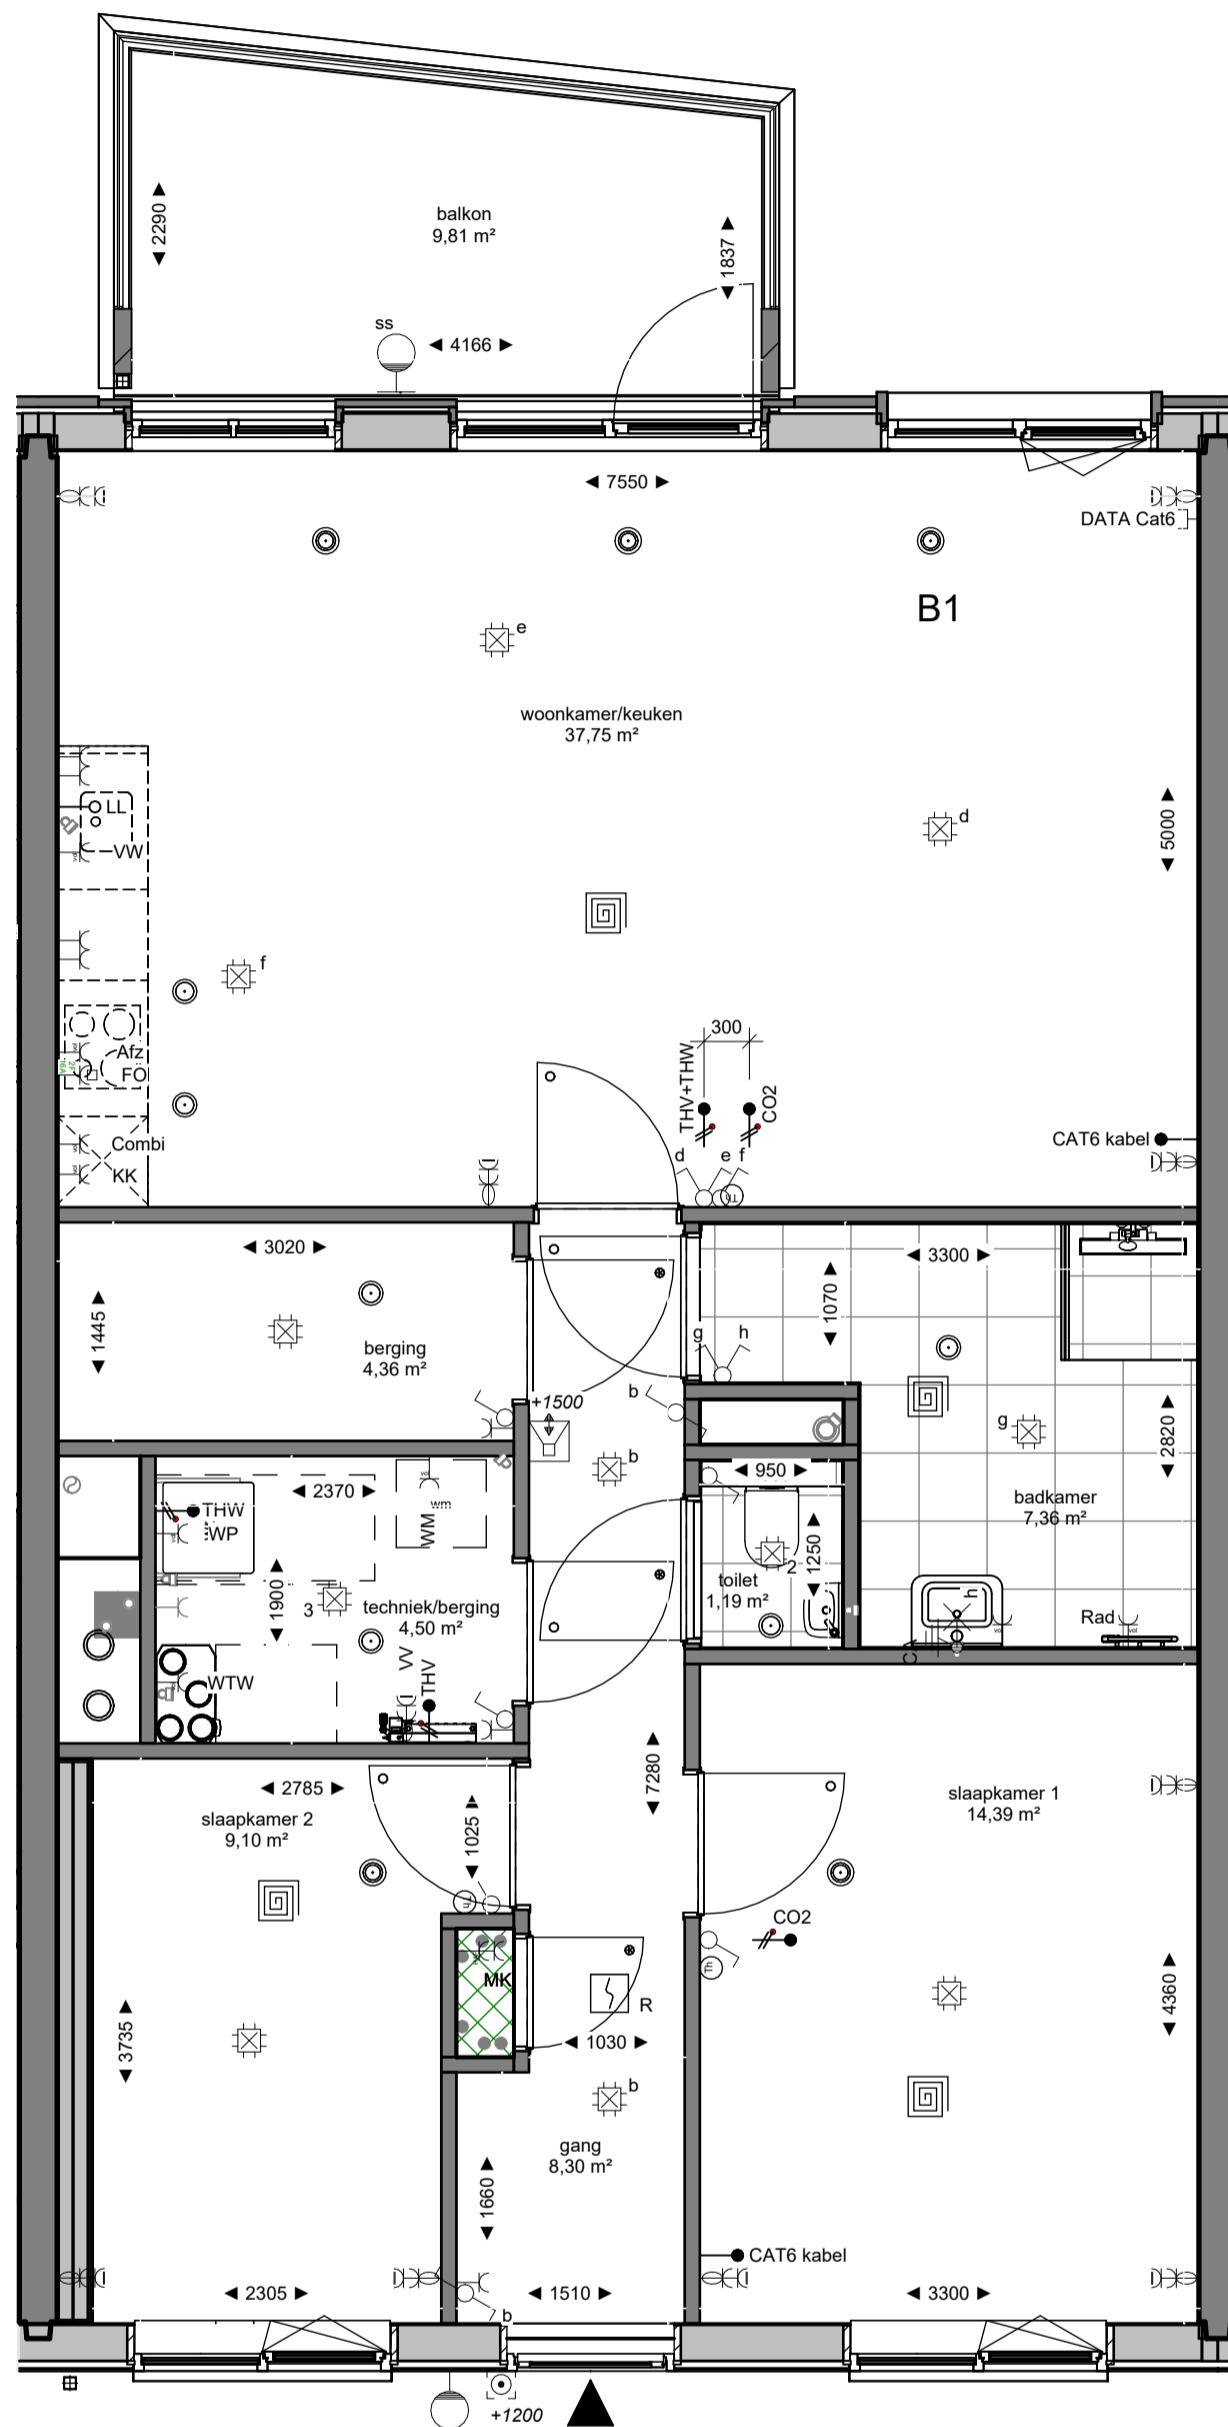 balkon
9,81 m²
2290
1837
ss
4166
7550
DATA Cat6
B1
e
woonkamer/keuken
37,75 m²
LL
VW
d
5000
f
300
Afz
FO
THV+THW
CO2
Combi
KK
CAT6 kabel
d
e f
3020
3300
1445
1070
berging
4,36 m²
g
h
+1500
b
2820
g
b
2370
950
wm
WM
THW
WP
badkamer
7,36 m²
1250
2
toilet
1,19 m²
1900
3
techniek/berging
4,50 m²
h
Rad
VV
THV
WTW
7280
2785
slaapkamer 2
9,10 m²
slaapkamer 1
14,39 m²
1025
CO2
Th
MK
R
1030
3735
4360
b
gang
8,30 m²
1660
CAT6 kabel
2305
1510
3300
b
+1200